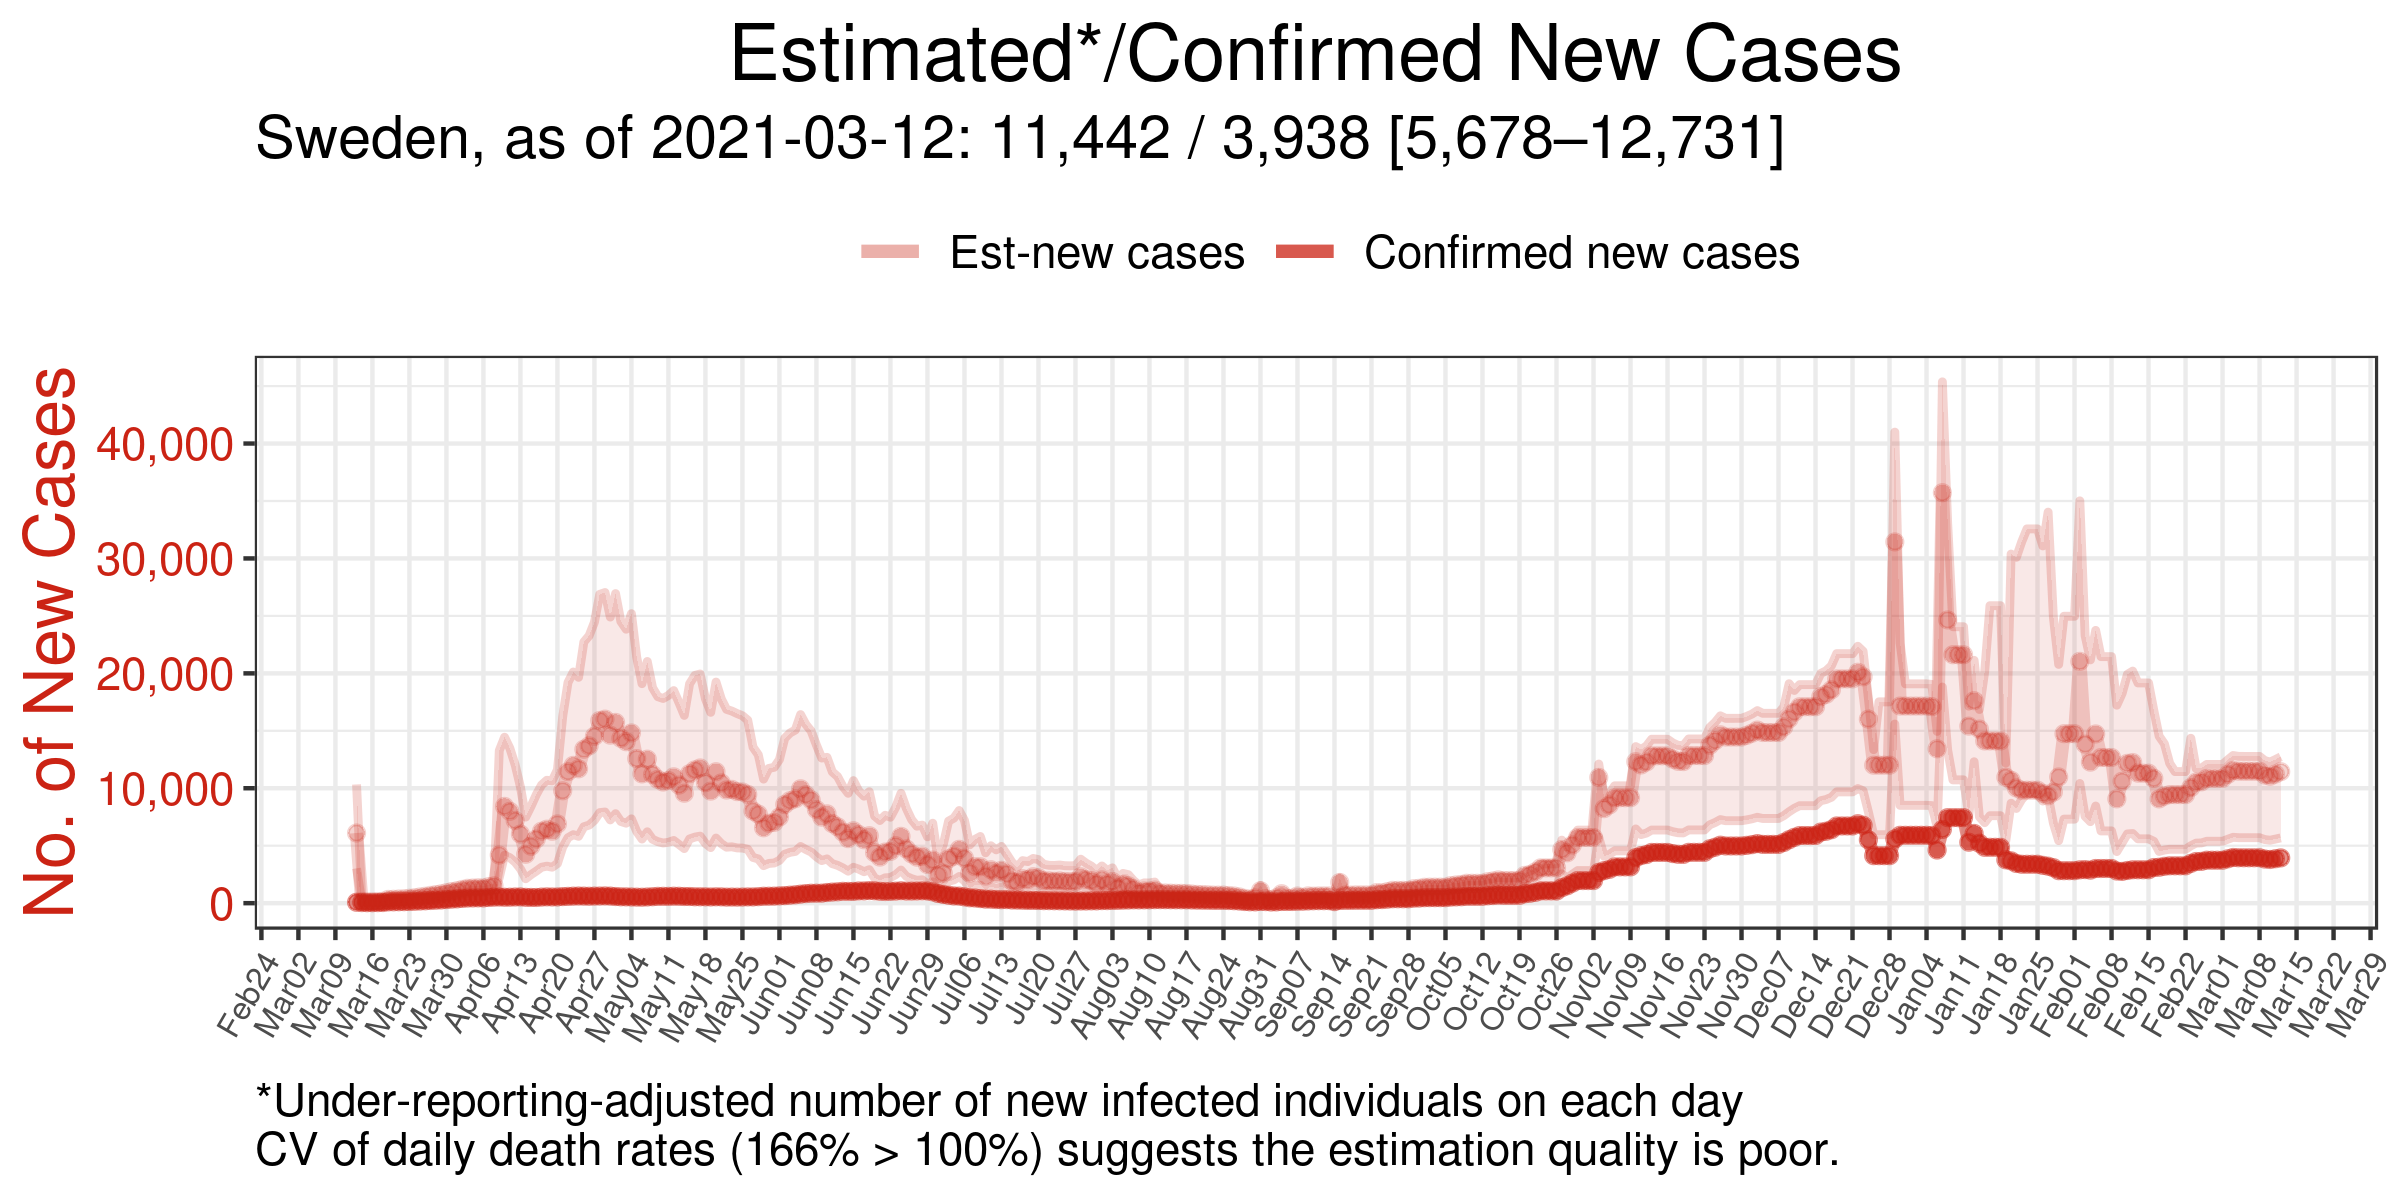 Estimated*/Confirmed New Cases
Sweden, as of 2021-03-12: 11,442 / 3,938 [5,678–12,731]
Est-new cases Confirmed new cases
No. of New Cases
40,000
30,000
20,000
10,000
0
Feb24 Mar02 Mar09 Mar16 Mar23 Mar30 Apr06 Apr13 Apr20 Apr27 May04 May11 May18 May25 Jun01 Jun08 Jun15 Jun22 Jun29 Jul06 Jul13 Jul20 Jul27 Aug03 Aug10 Aug17 Aug24 Aug31 Sep07 Sep14 Sep21 Sep28 Oct05 Oct12 Oct19 Oct26 Nov02 Nov09 Nov16 Nov23 Nov30 Dec07 Dec14 Dec21 Dec28 Jan04 Jan11 Jan18 Jan25 Feb01 Feb08 Feb15 Feb22 Mar01 Mar08 Mar15 Mar22 Mar29
*Under-reporting-adjusted number of new infected individuals on each day
CV of daily death rates (166% > 100%) suggests the estimation quality is poor.